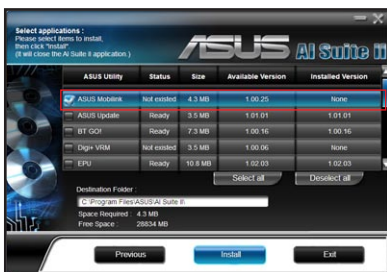 Select applications :
Please select items to install,
then click "Install".
(It will close the AI Suite II application.)
ASUS AI Suite II
ASUS Utility Status Size Available Version Installed Version
ASUS Mobilink Not existed 4.3 MB 1.00.25 None
ASUS Update Ready 3.5 MB 1.01.01 1.01.01
BT GO! Ready 7.3 MB 1.00.16 1.00.16
Digi+ VRM Not existed 3.5 MB 1.00.06 None
EPU Ready 10.8 MB 1.02.03 1.02.03
Select all Deselect all
Destination Folder :
C:\Program Files\ASUS\AI Suite II\
Space Required : 4.3 MB
Free Space : 28834 MB
Previous Install Exit